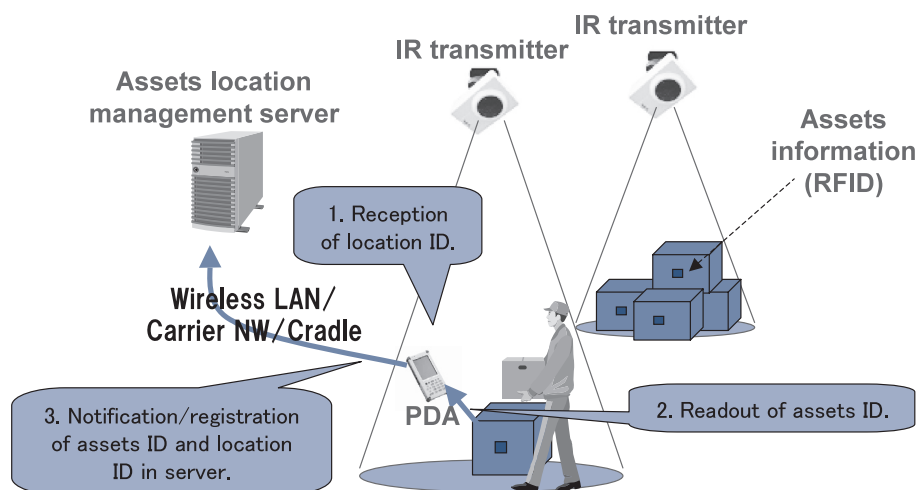 IR transmitter
IR transmitter
Assets location
management server
Assets
information
(RFID)
1. Reception
of location ID.
Wireless LAN/
Carrier NW/Cradle
PDA
2. Readout of assets ID.
3. Notification/registration
of assets ID and location
ID in server.